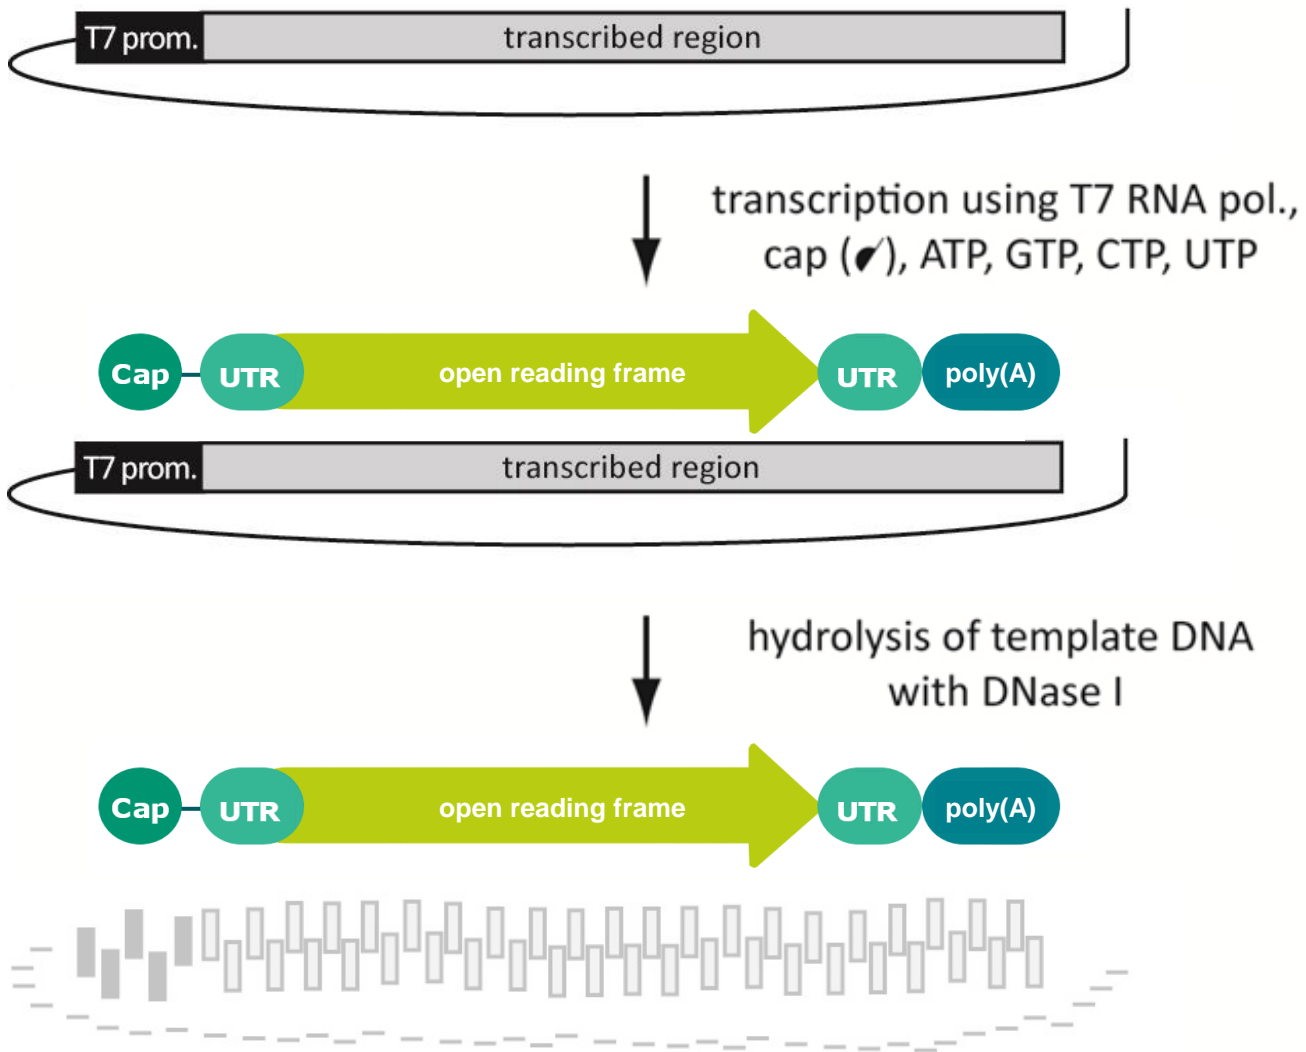 T7 prom. transcribed region
transcription using T7 RNA pol.,
cap (), ATP, GTP, CTP, UTP
Cap UTR open reading frame UTR poly(A)
T7 prom. transcribed region
hydrolysis of template DNA
with DNase I
Cap UTR open reading frame UTR poly(A)